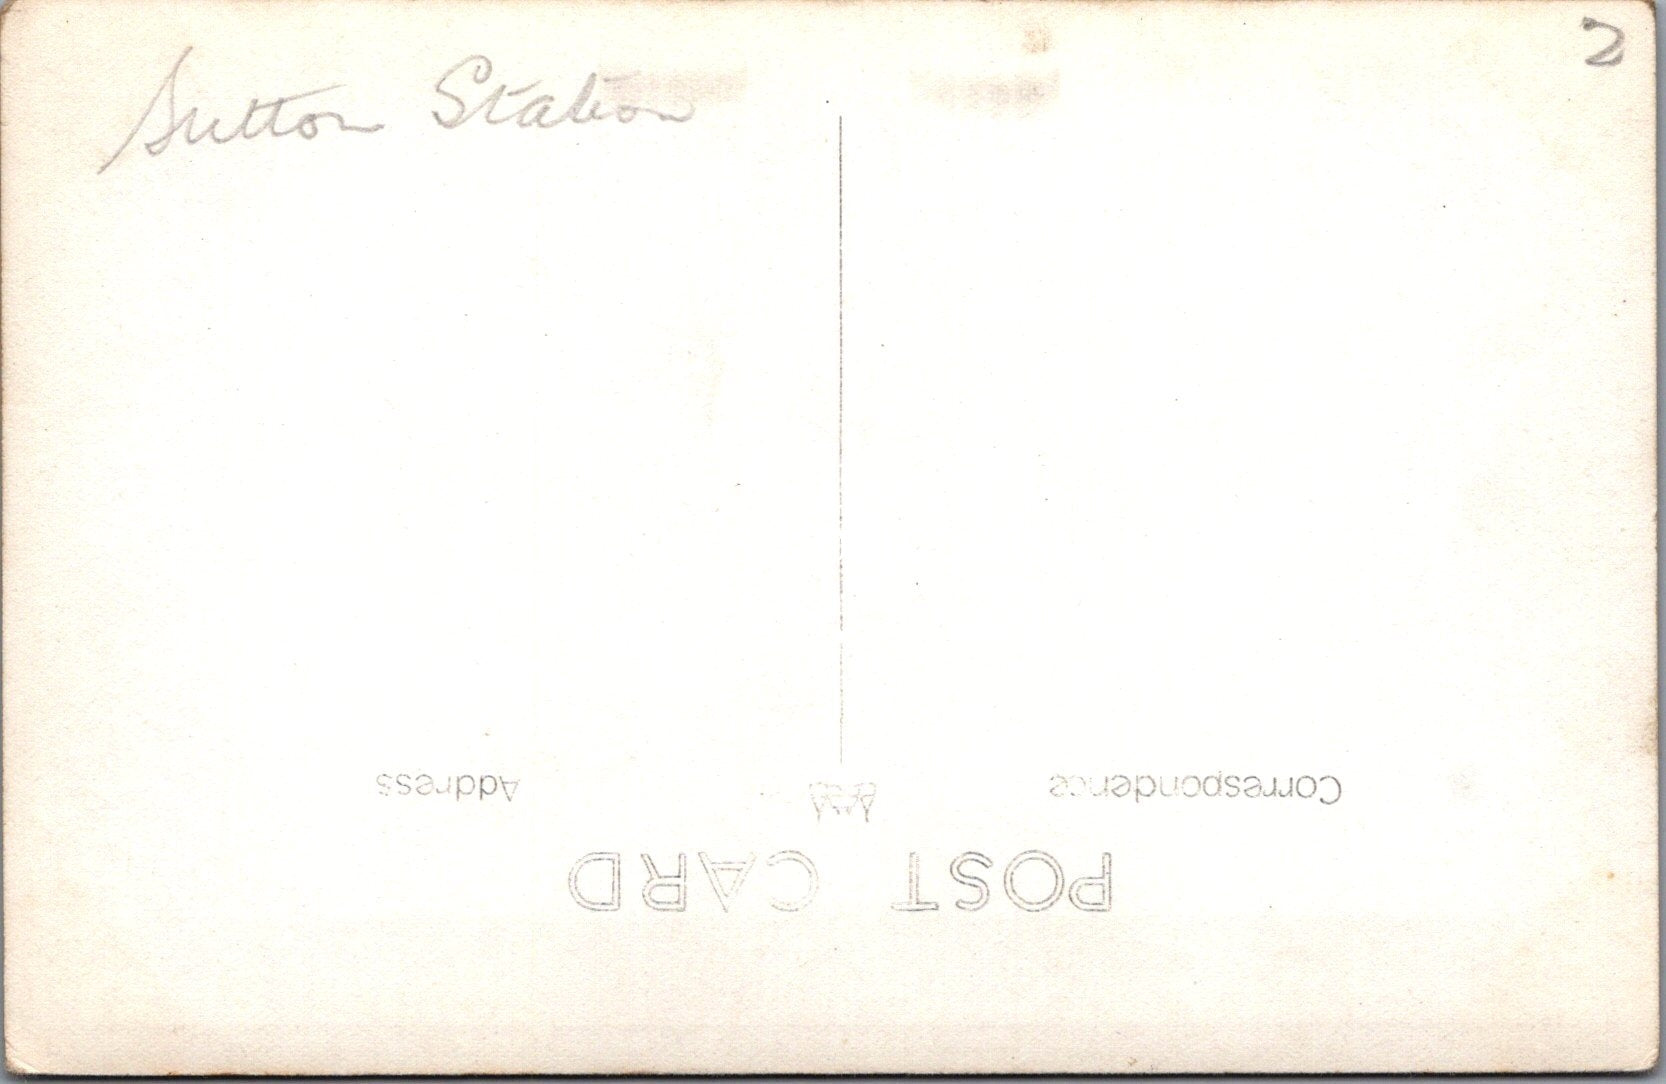 Sutton Station
2
Address
Correspondence
POST CARD